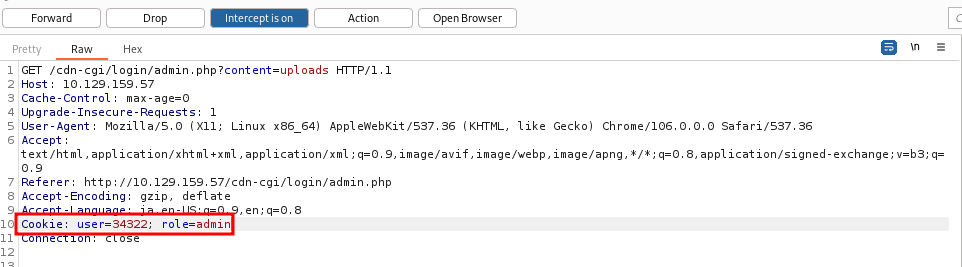 Forward Drop Intercept is on Action Open Browser
Pretty Raw Hex \n
1 GET /cdn-cgi/login/admin.php?content=uploads HTTP/1.1
2 Host: 10.129.159.57
3 Cache-Control: max-age=0
4 Upgrade-Insecure-Requests: 1
5 User-Agent: Mozilla/5.0 (X11; Linux x86_64) AppleWebKit/537.36 (KHTML, like Gecko) Chrome/106.0.0.0 Safari/537.36
6 Accept:
text/html,application/xhtml+xml,application/xml;q=0.9,image/avif,image/webp,image/apng,*/*;q=0.8,application/signed-exchange;v=b3;q=
0.9
7 Referer: http://10.129.159.57/cdn-cgi/login/admin.php
8 Accept-Encoding: gzip, deflate
9 Accept-Language: ja,en-US;q=0.9,en;q=0.8
10 Cookie: user=34322; role=admin
11 Connection: close
12
13